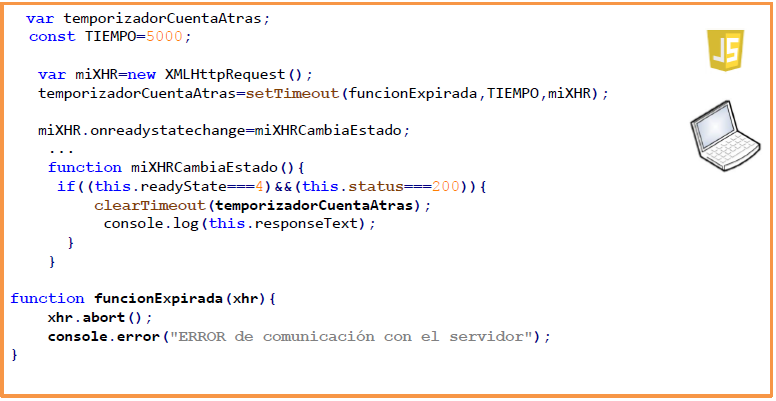 var temporizadorCuentaAtras;
const TIEMPO=5000;
var miXHR=new XMLHttpRequest();
temporizadorCuentaAtras=setTimeout(funcionExpirada,TIEMPO,miXHR);
miXHR.onreadystatechange=miXHRCambiaEstado;
...
function miXHRCambiaEstado(){
if((this.readyState===4)&&(this.status===200)){
clearTimeout(temporizadorCuentaAtras);
console.log(this.responseText);
}
}
function funcionExpirada(xhr){
xhr.abort();
console.error("ERROR de comunicación con el servidor");
}
JS